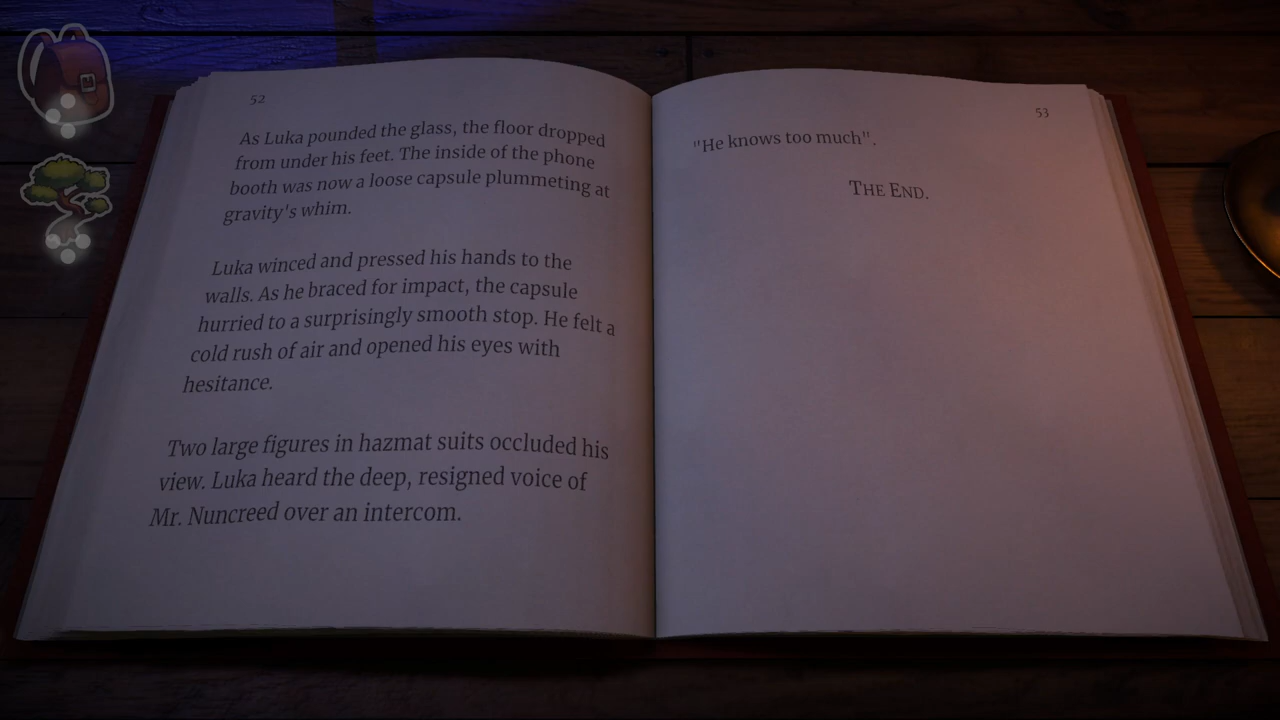 52
As Luka pounded the glass, the floor dropped
from under his feet. The inside of the phone
booth was now a loose capsule plummeting at
gravity's whim.
Luka winced and pressed his hands to the
walls. As he braced for impact, the capsule
hurried to a surprisingly smooth stop. He felt a
cold rush of air and opened his eyes with
hesitance.
Two large figures in hazmat suits occluded his
view. Luka heard the deep, resigned voice of
Mr. Nuncreed over an intercom.
53
"He knows too much".
THE END.